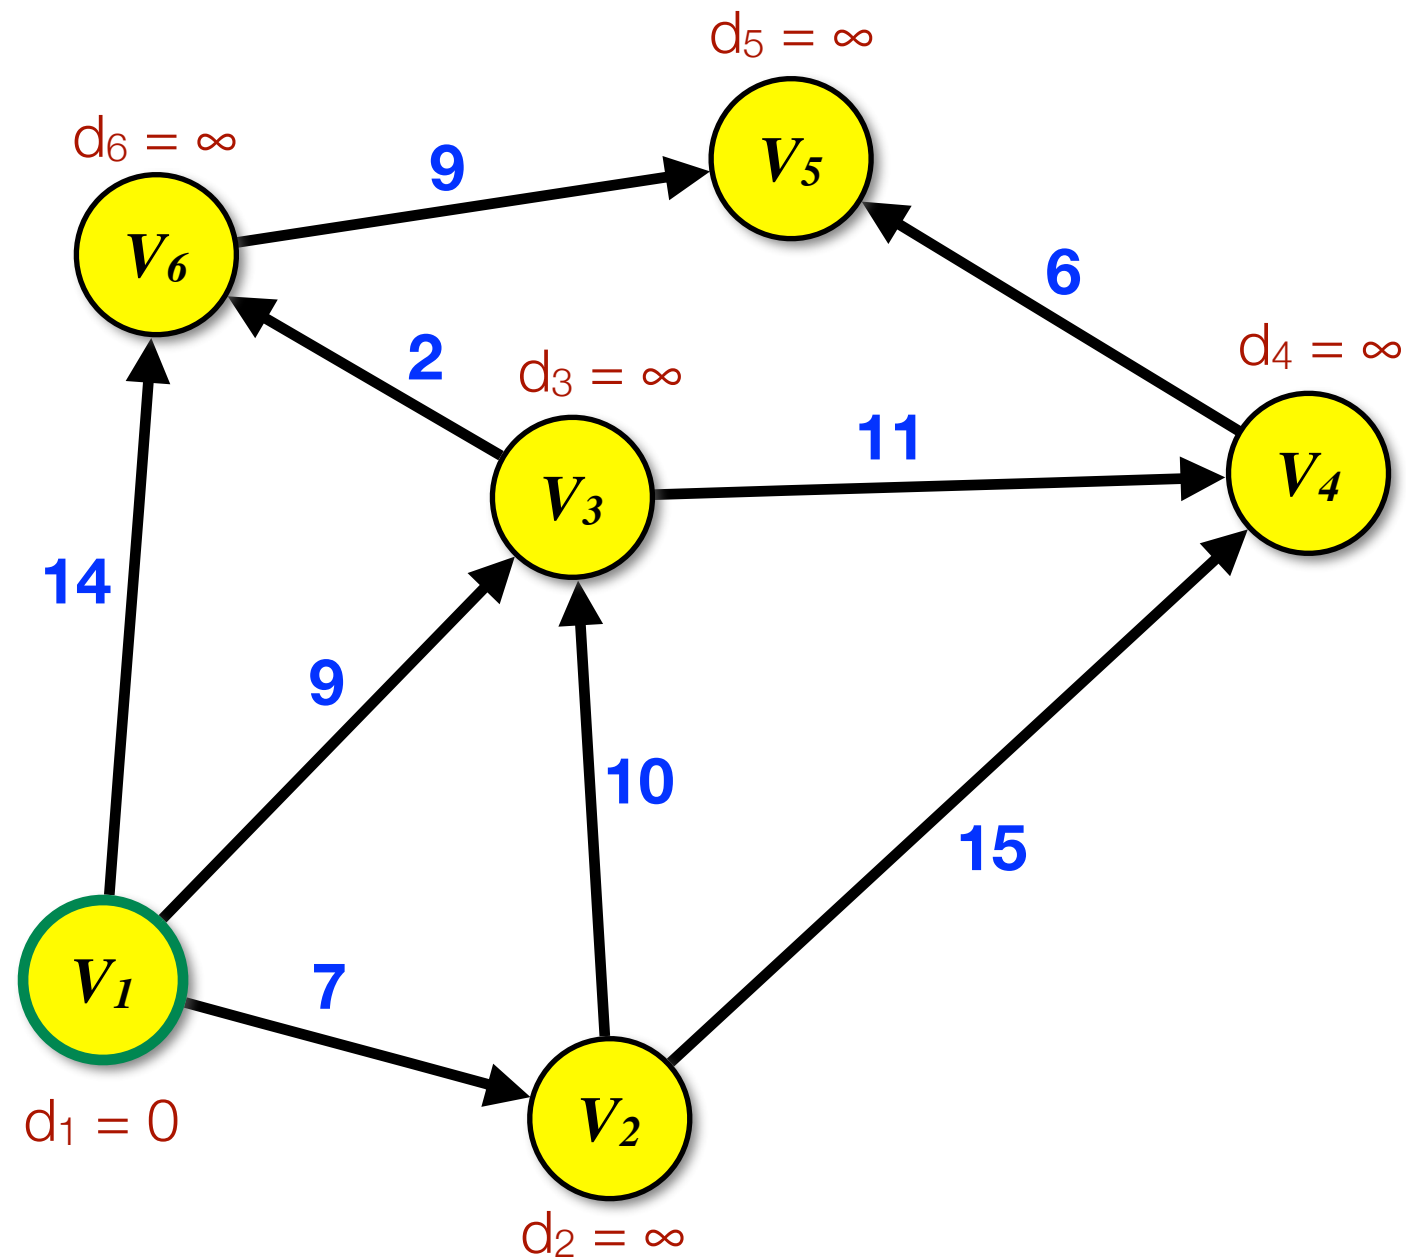 d5 = ∞
d6 = ∞
9
V5
V6
6
2
d4 = ∞
d3 = ∞
11
V4
V3
14
9
10
15
V1
7
d1 = 0
V2
d2 = ∞